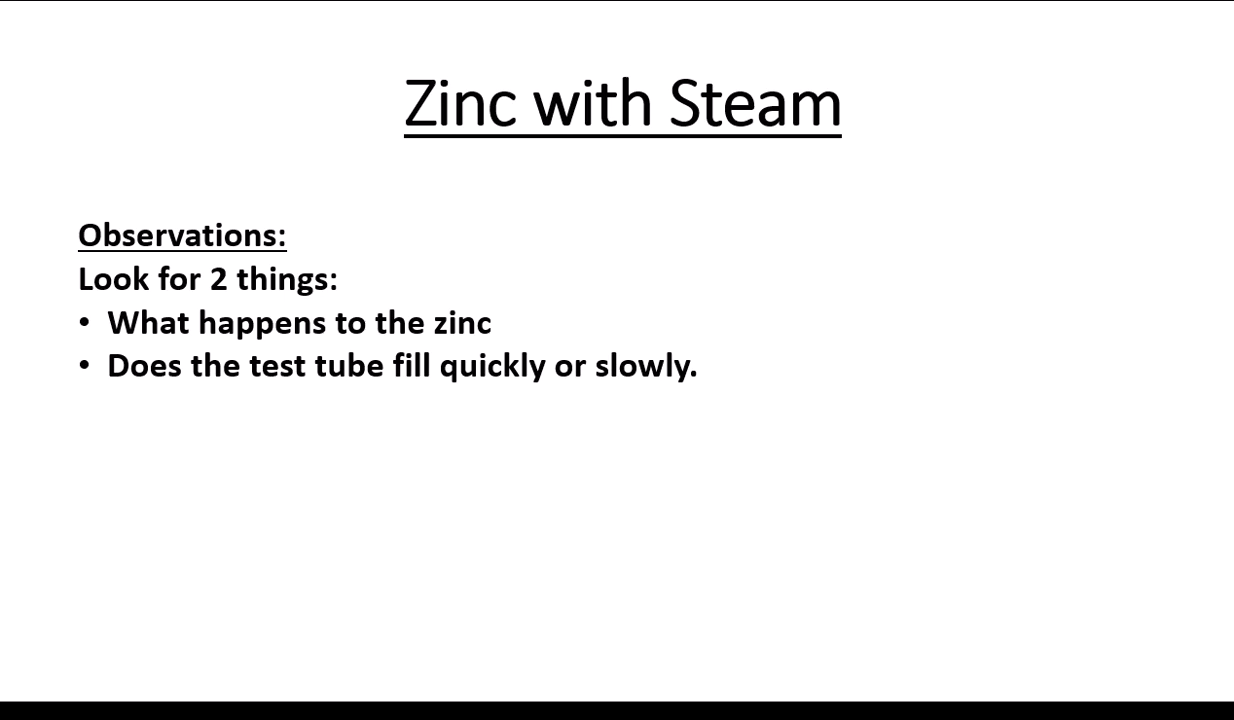 Zinc with Steam
Observations:
Look for 2 things:
• What happens to the zinc
• Does the test tube fill quickly or slowly.